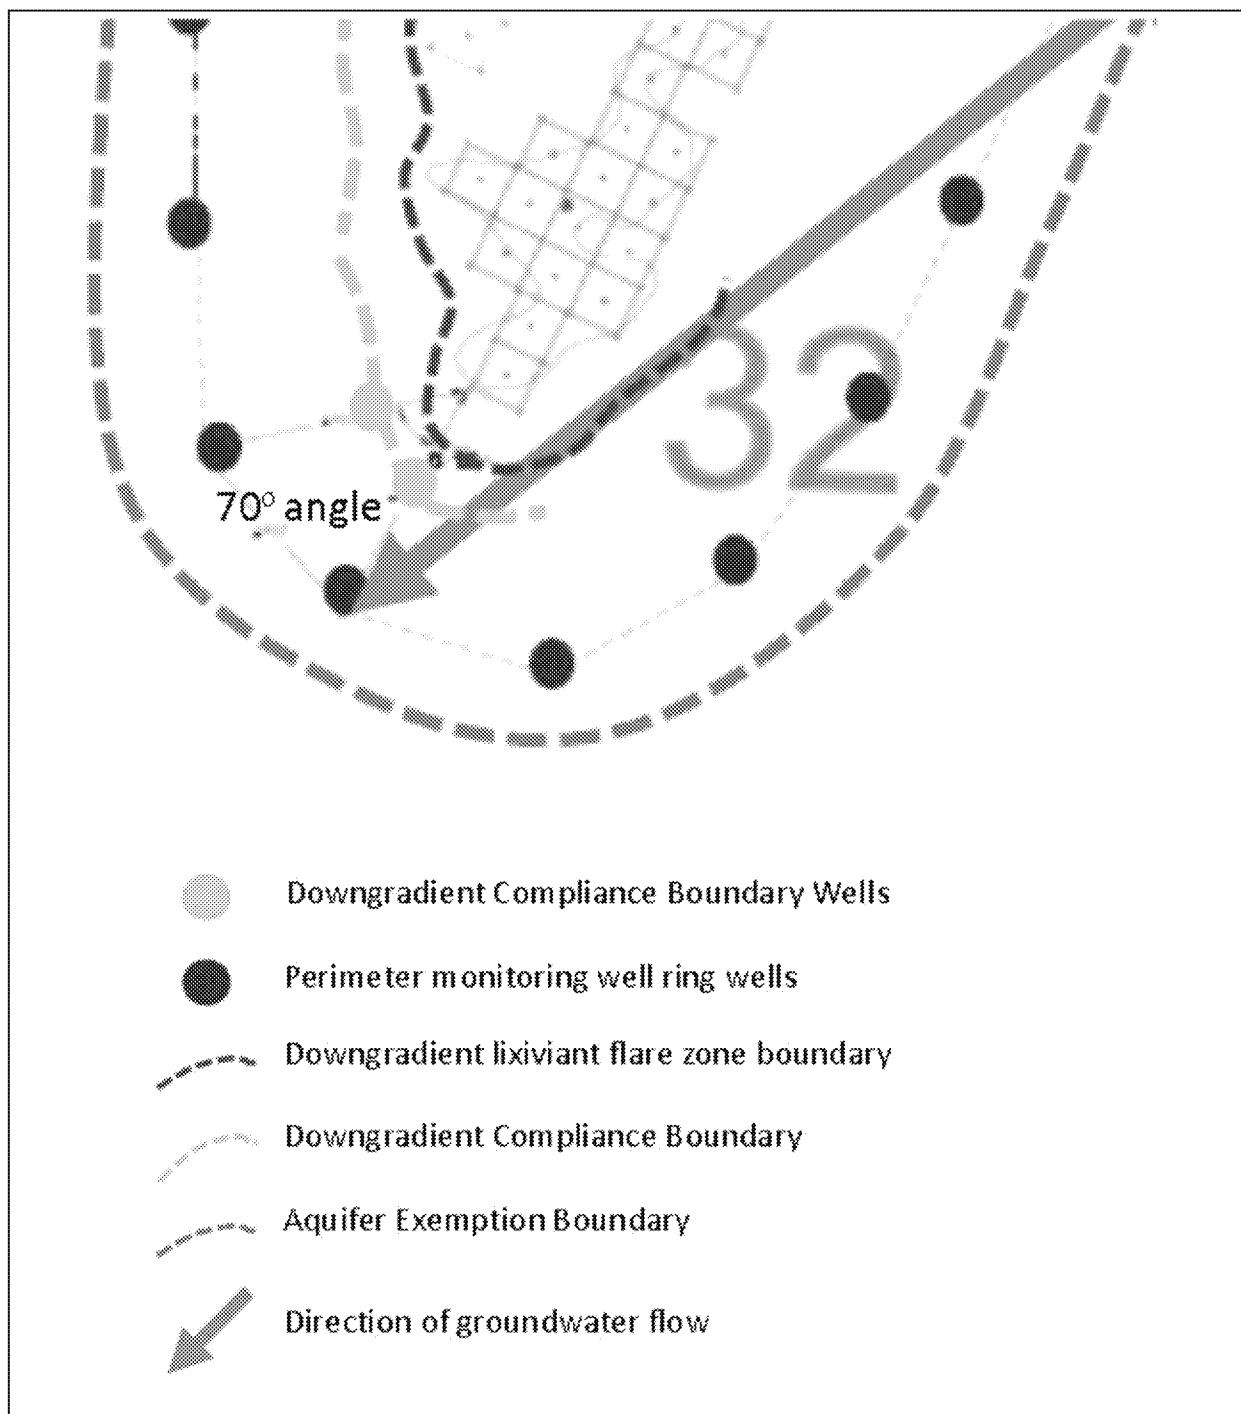 32
70° angle
Downgradient Compliance Boundary Wells
Perimeter monitoring well ring wells
Downgradient lixiviant flare zone boundary
Downgradient Compliance Boundary
Aquifer Exemption Boundary
Direction of groundwater flow